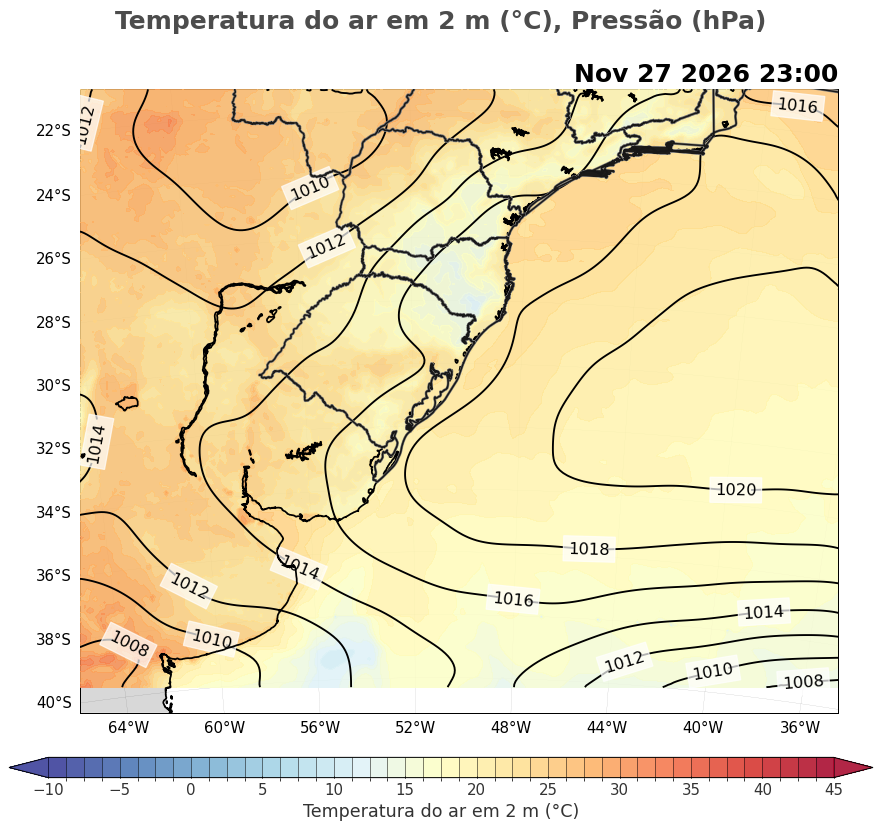 Temperatura do ar em 2 m (°C), Pressão (hPa)
Nov 27 2026 23:00
1012
1016
22°S
1010
24°S
1012
26°S
28°S
30°S
1014
32°S
1020
34°S
1018
1014
36°S
1012
1016
1014
1010
1008
38°S
1012
1010
1008
40°S
64°W 60°W 56°W 52°W 48°W 44°W 40°W 36°W
−10 −5 0 5 10 15 20 25 30 35 40 45
Temperatura do ar em 2 m (°C)